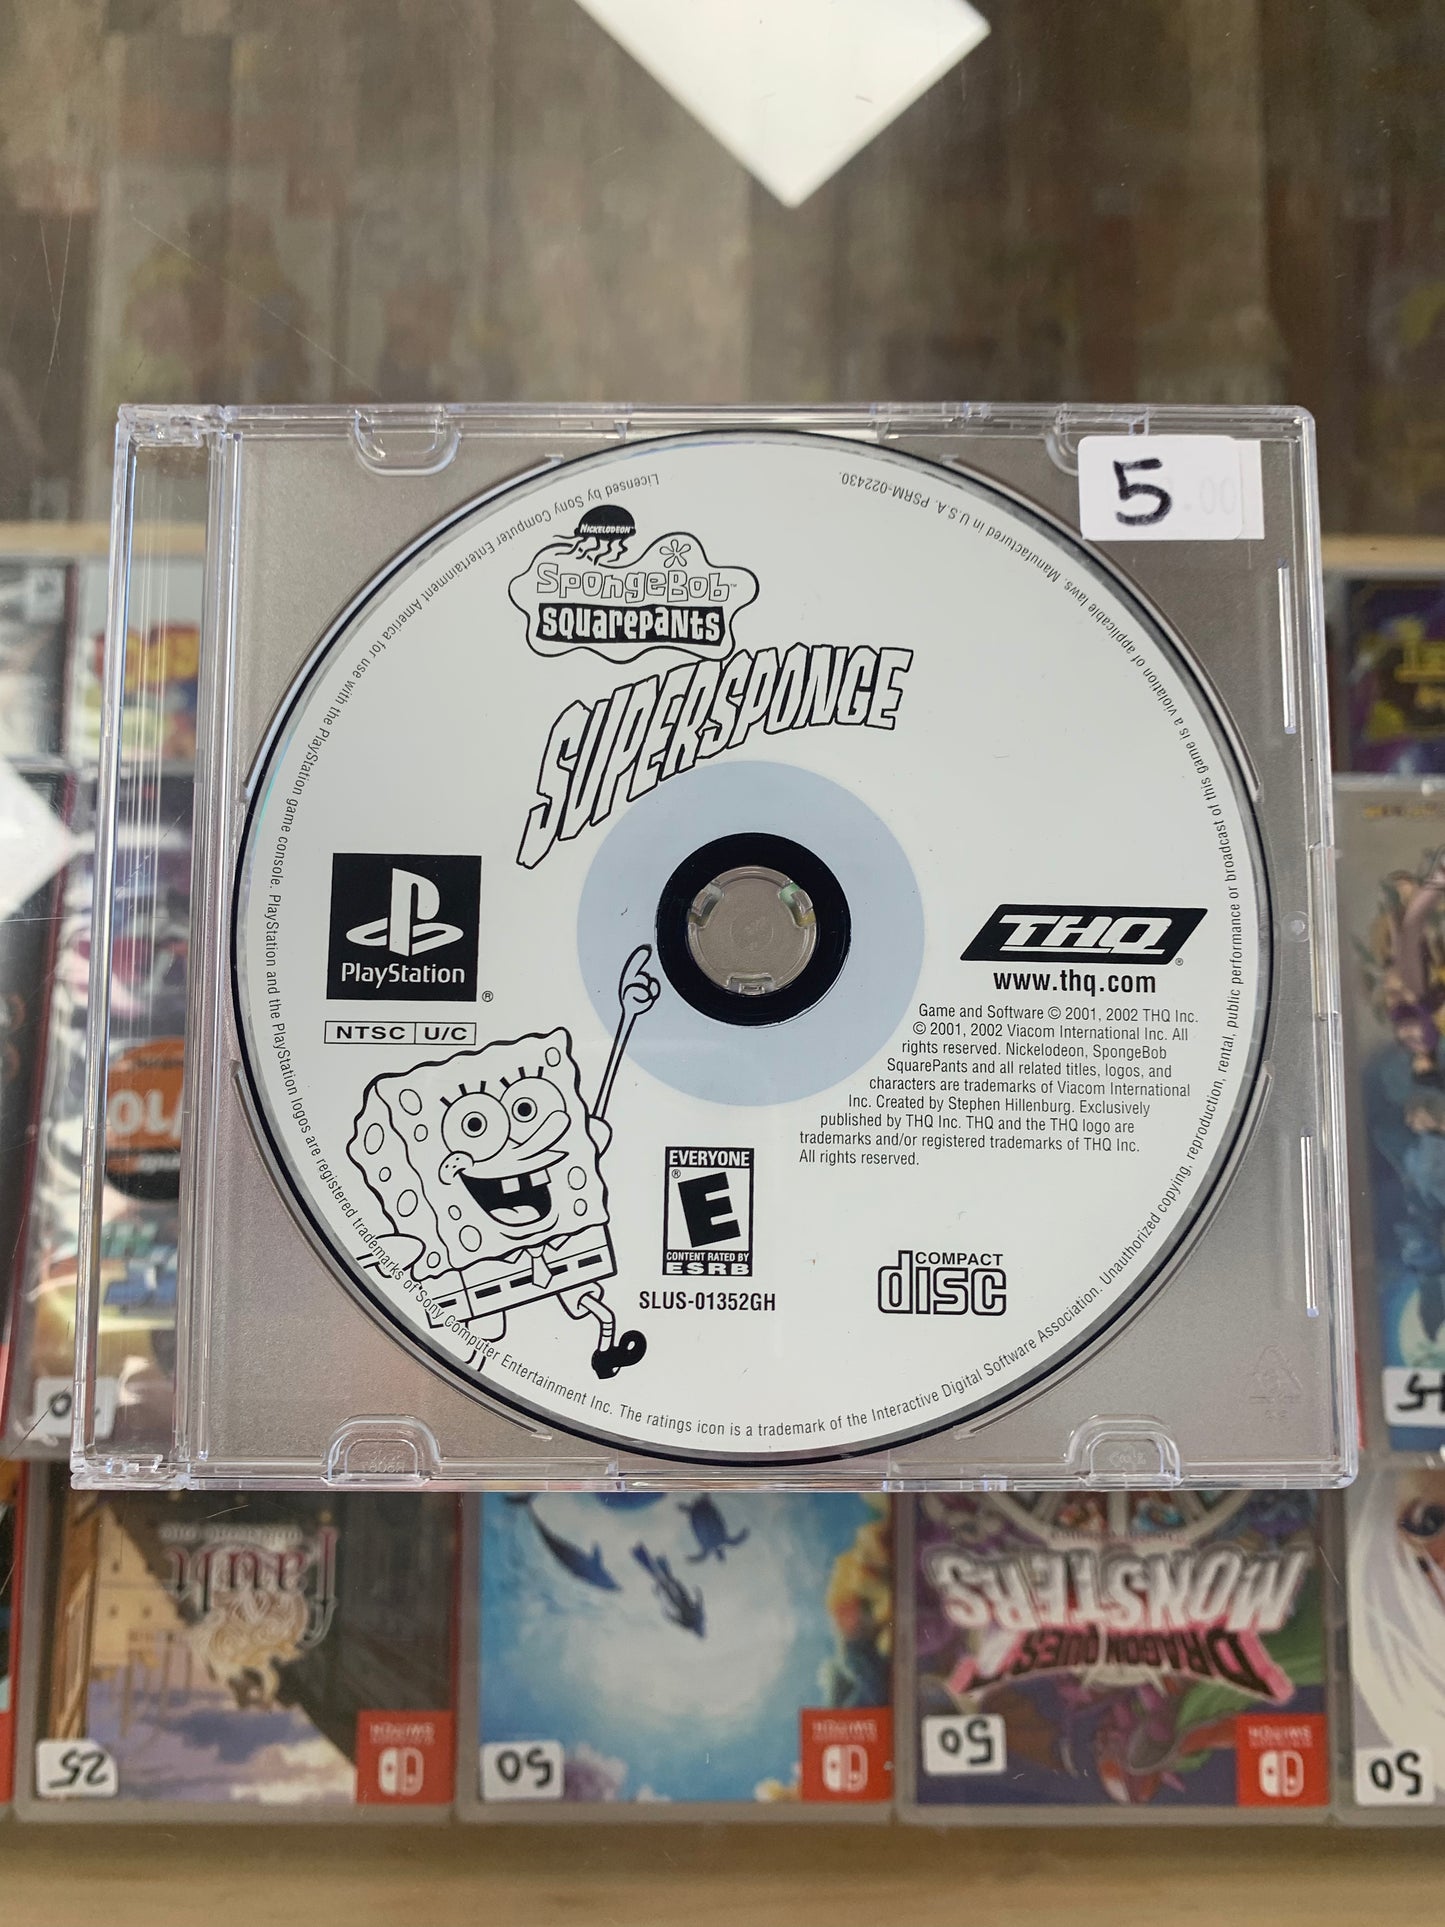 5
.00
Licensed by Sony Computer Entertainment America for use with the PlayStation game console. PlayStation and the PlayStation logos are registered trademarks of Sony Computer Entertainment Inc. The ratings icon is a trademark of the Interactive Digital Software Association. Unauthorized copying, reproduction, rental, public performance or broadcast of this game is a violation of applicable laws. Manufactured in U.S.A. PSRM-022430.
NICKELODEON™
SpongeBob™
SQUAREPANTS
SUPERSPONGE
PlayStation
®
NTSC U/C
THQ®
www.thq.com
Game and Software © 2001, 2002 THQ Inc.
© 2001, 2002 Viacom International Inc. All
rights reserved. Nickelodeon, SpongeBob
SquarePants and all related titles, logos, and
characters are trademarks of Viacom International
Inc. Created by Stephen Hillenburg. Exclusively
published by THQ Inc. THQ and the THQ logo are
trademarks and/or registered trademarks of THQ Inc.
All rights reserved.
EVERYONE
®
E
CONTENT RATED BY
ESRB
SLUS-01352GH
COMPACT
disc
DRAGON QUEST
MONSTERS
25
50
50
50
SWITCH
SWITCH
SWITCH